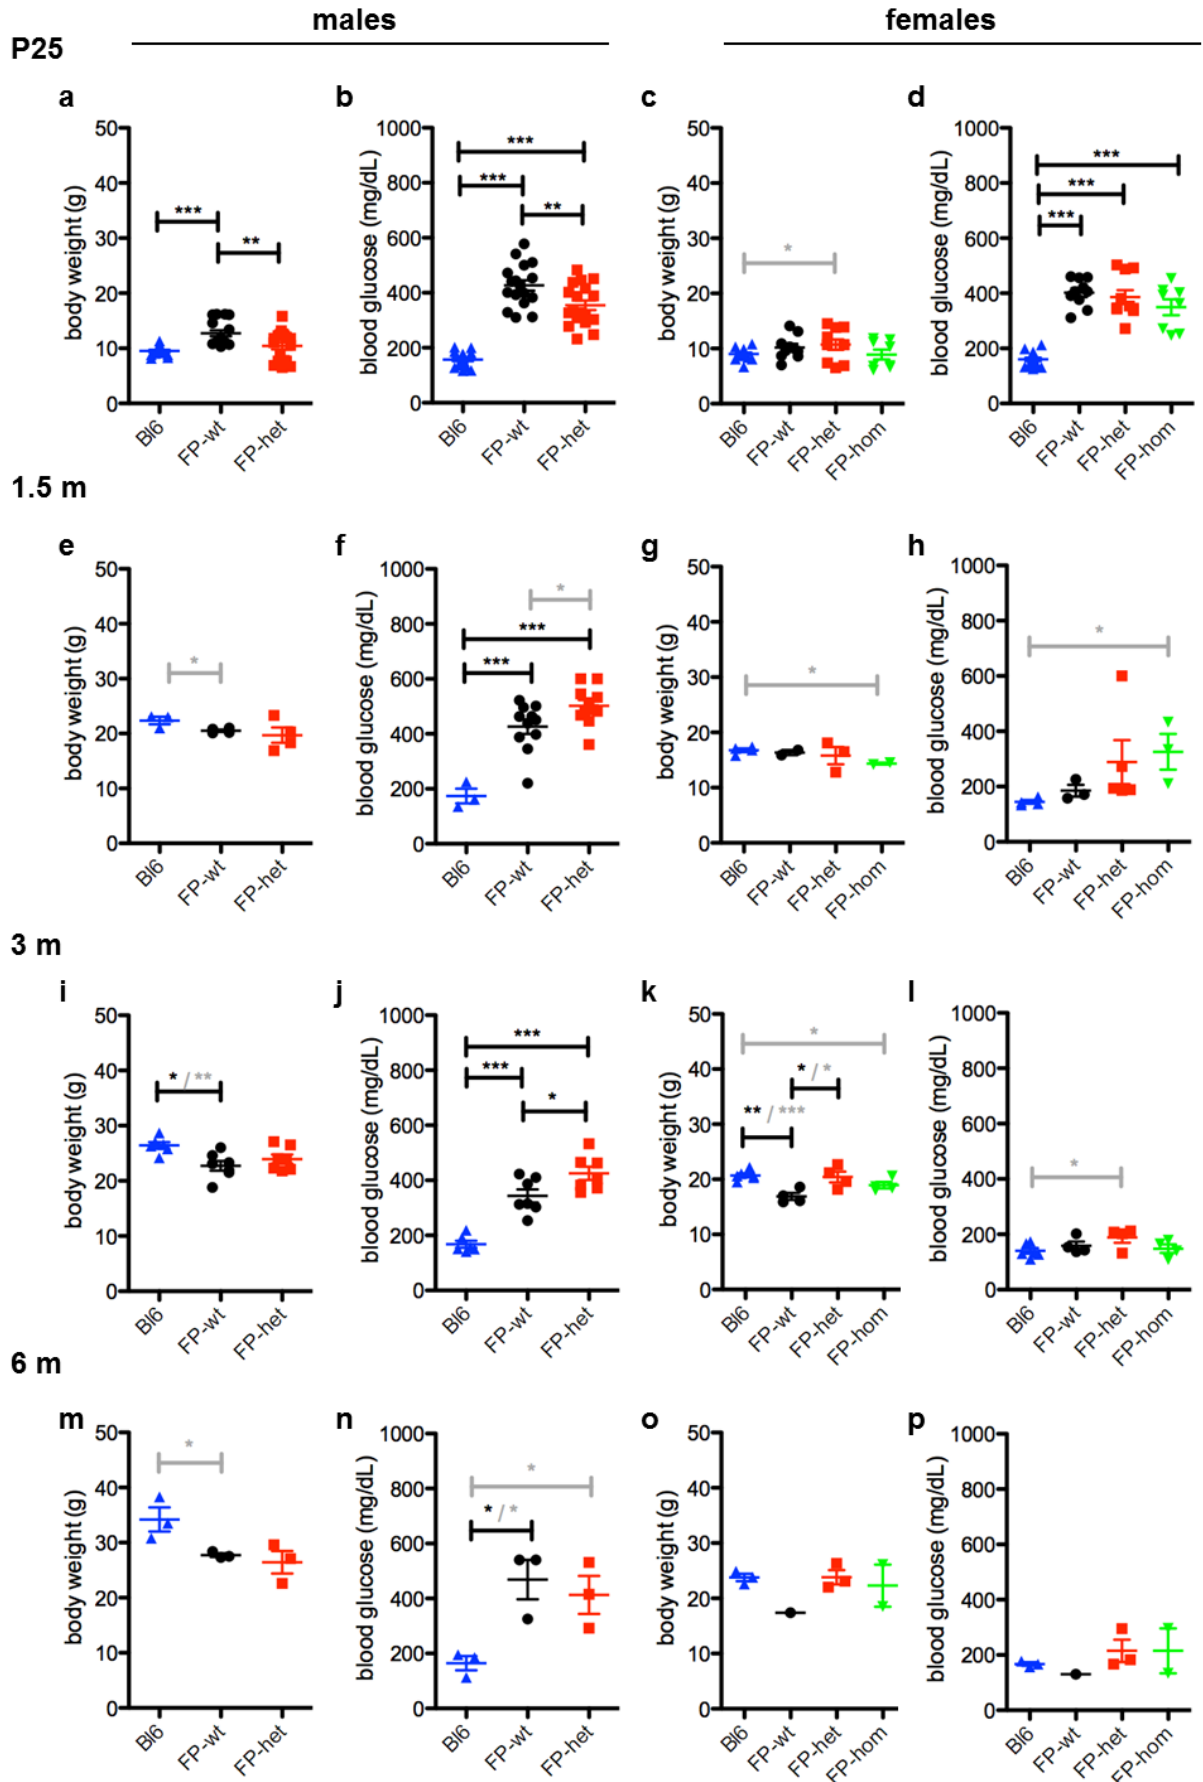 males females
P25
a b c d
body weight (g)
50
40
30
20
10
0
***
**
Bl6 FP-wt FP-het
blood glucose (mg/dL)
1000
800
600
400
200
0
***
***
**
Bl6 FP-wt FP-het
body weight (g)
50
40
30
20
10
0
*
Bl6 FP-wt FP-het FP-hom
blood glucose (mg/dL)
1000
800
600
400
200
0
***
***
***
Bl6 FP-wt FP-het FP-hom
1.5 m
e f g h
body weight (g)
50
40
30
20
10
0
*
Bl6 FP-wt FP-het
blood glucose (mg/dL)
1000
800
600
400
200
0
*
***
***
Bl6 FP-wt FP-het
body weight (g)
50
40
30
20
10
0
*
Bl6 FP-wt FP-het FP-hom
blood glucose (mg/dL)
1000
800
600
400
200
0
*
Bl6 FP-wt FP-het FP-hom
3 m
i j k l
body weight (g)
50
40
30
20
10
0
* / **
Bl6 FP-wt FP-het
blood glucose (mg/dL)
1000
800
600
400
200
0
***
***
*
Bl6 FP-wt FP-het
body weight (g)
50
40
30
20
10
0
*
* / *
** / ***
Bl6 FP-wt FP-het FP-hom
blood glucose (mg/dL)
1000
800
600
400
200
0
*
Bl6 FP-wt FP-het FP-hom
6 m
m n o p
body weight (g)
50
40
30
20
10
0
*
Bl6 FP-wt FP-het
blood glucose (mg/dL)
1000
800
600
400
200
0
*
* / *
Bl6 FP-wt FP-het
body weight (g)
50
40
30
20
10
0
Bl6 FP-wt FP-het FP-hom
blood glucose (mg/dL)
1000
800
600
400
200
0
Bl6 FP-wt FP-het FP-hom